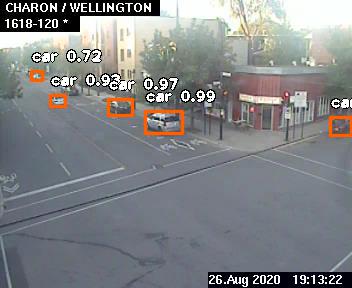 CHARON / WELLINGTON
1618-120 *
car 0.72
car 0.93
car 0.97
car 0.99
car
26.Aug 2020 19:13:22